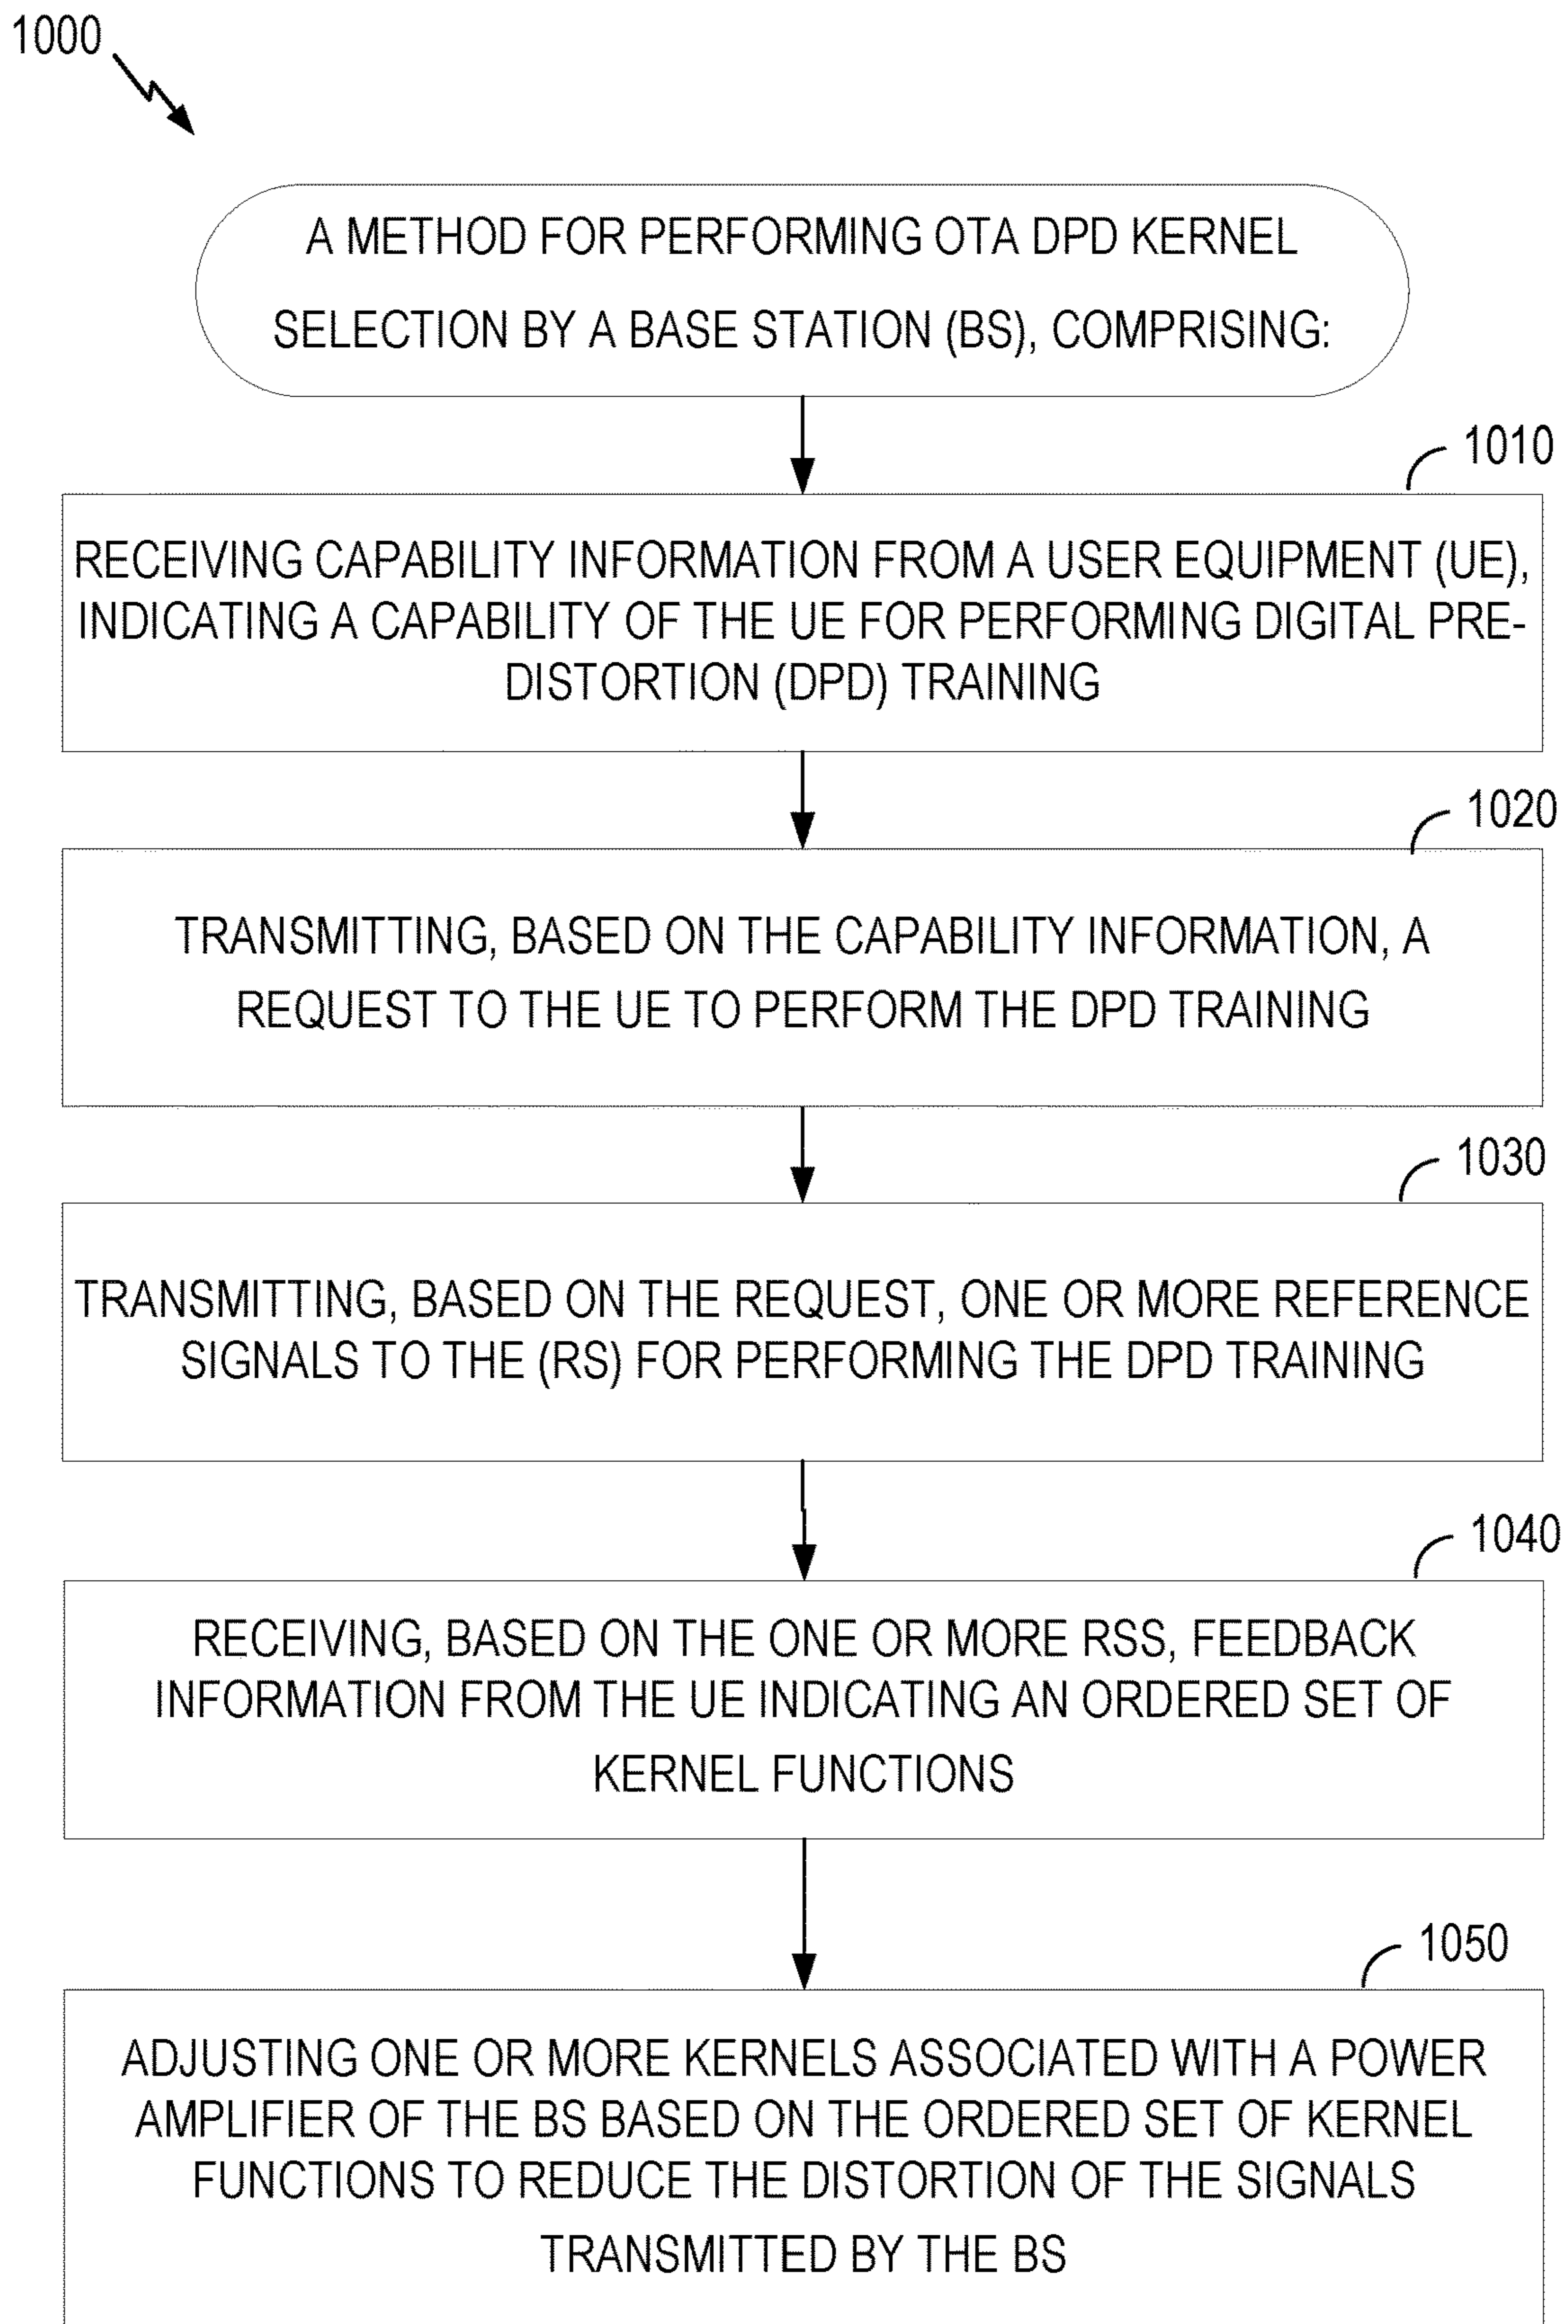 1000
A METHOD FOR PERFORMING OTA DPD KERNEL
SELECTION BY A BASE STATION (BS), COMPRISING:
1010
RECEIVING CAPABILITY INFORMATION FROM A USER EQUIPMENT (UE),
INDICATING A CAPABILITY OF THE UE FOR PERFORMING DIGITAL PRE-
DISTORTION (DPD) TRAINING
1020
TRANSMITTING, BASED ON THE CAPABILITY INFORMATION, A
REQUEST TO THE UE TO PERFORM THE DPD TRAINING
1030
TRANSMITTING, BASED ON THE REQUEST, ONE OR MORE REFERENCE
SIGNALS TO THE (RS) FOR PERFORMING THE DPD TRAINING
1040
RECEIVING, BASED ON THE ONE OR MORE RSS, FEEDBACK
INFORMATION FROM THE UE INDICATING AN ORDERED SET OF
KERNEL FUNCTIONS
1050
ADJUSTING ONE OR MORE KERNELS ASSOCIATED WITH A POWER
AMPLIFIER OF THE BS BASED ON THE ORDERED SET OF KERNEL
FUNCTIONS TO REDUCE THE DISTORTION OF THE SIGNALS
TRANSMITTED BY THE BS